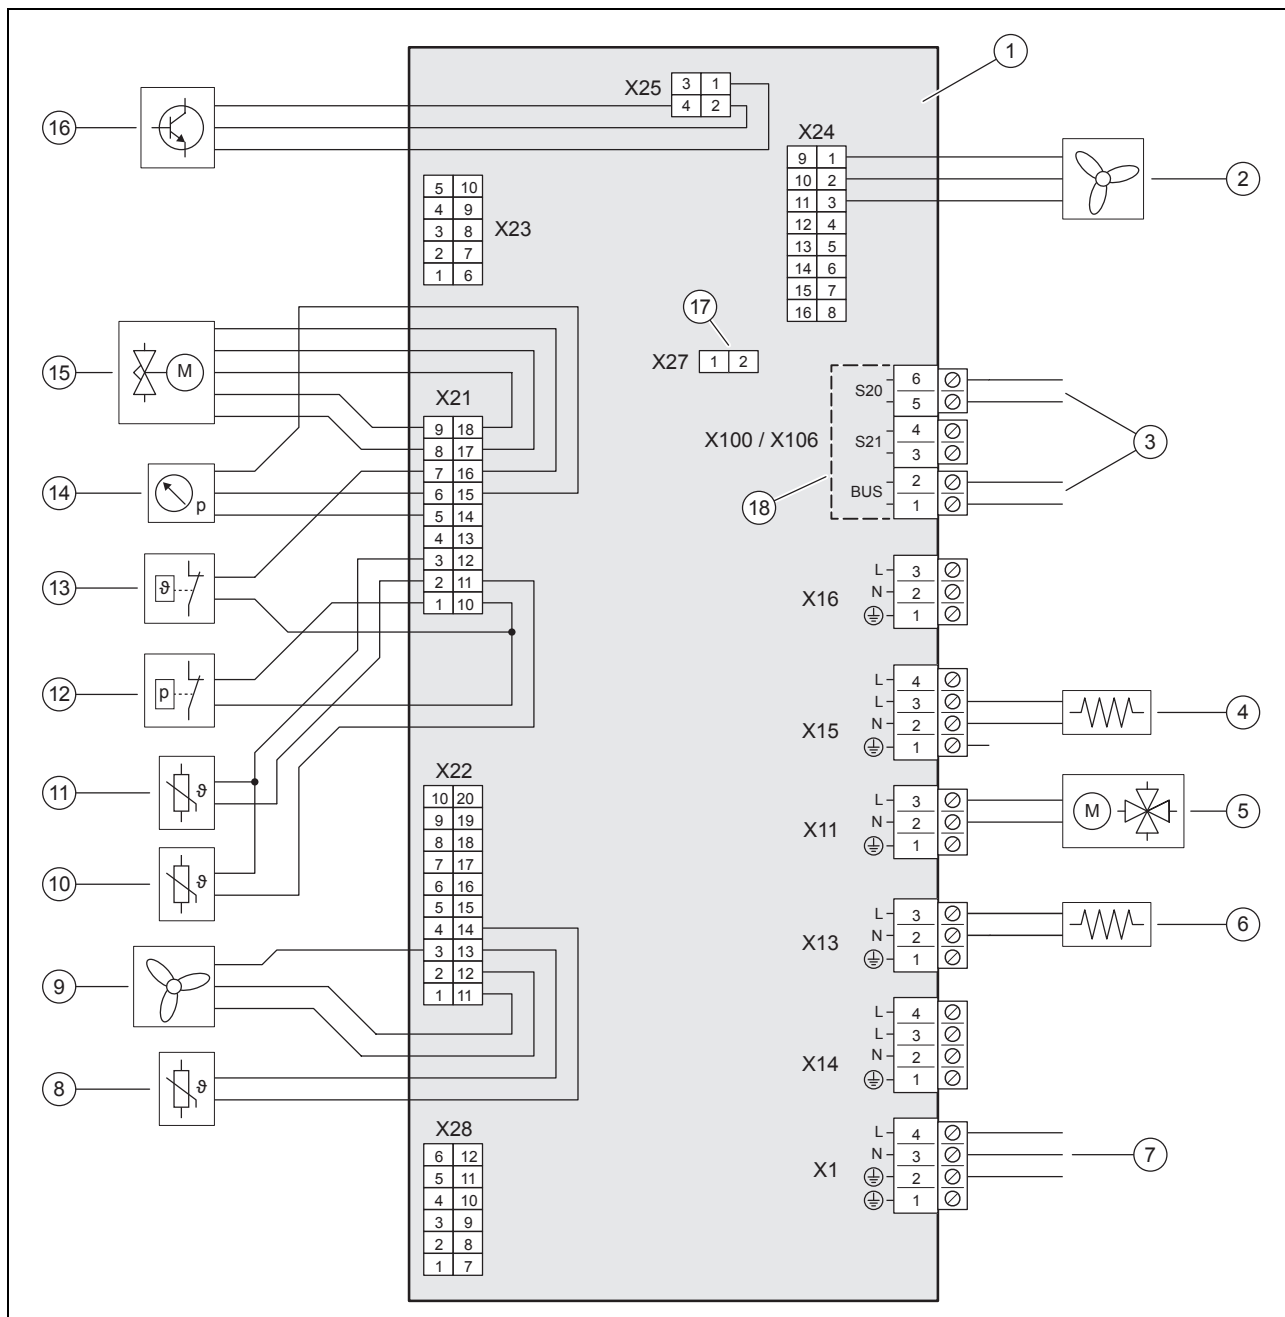 1
X25
3 1
4 2
16
X24
9 1
10 2
11 3
12 4
13 5
14 6
15 7
16 8
2
5 10
4 9
3 8
2 7
1 6
X23
17
X27
1 2
15
M
X21
9 18
8 17
7 16
6 15
5 14
4 13
3 12
2 11
1 10
X100 / X106
S20
6
5
S21
4
3
BUS
2
1
3
18
14
p
13
ϑ
X16
L 3
N 2
1
12
p
X15
L 4
L 3
N 2
1
4
11
ϑ
X22
10 20
9 19
8 18
7 17
6 16
5 15
4 14
3 13
2 12
1 11
X11
L 3
N 2
1
M
5
10
ϑ
X13
L 3
N 2
1
6
9
X14
L 4
L 3
N 2
1
8
ϑ
X28
6 12
5 11
4 10
3 9
2 8
1 7
X1
L 4
N 3
2
1
7